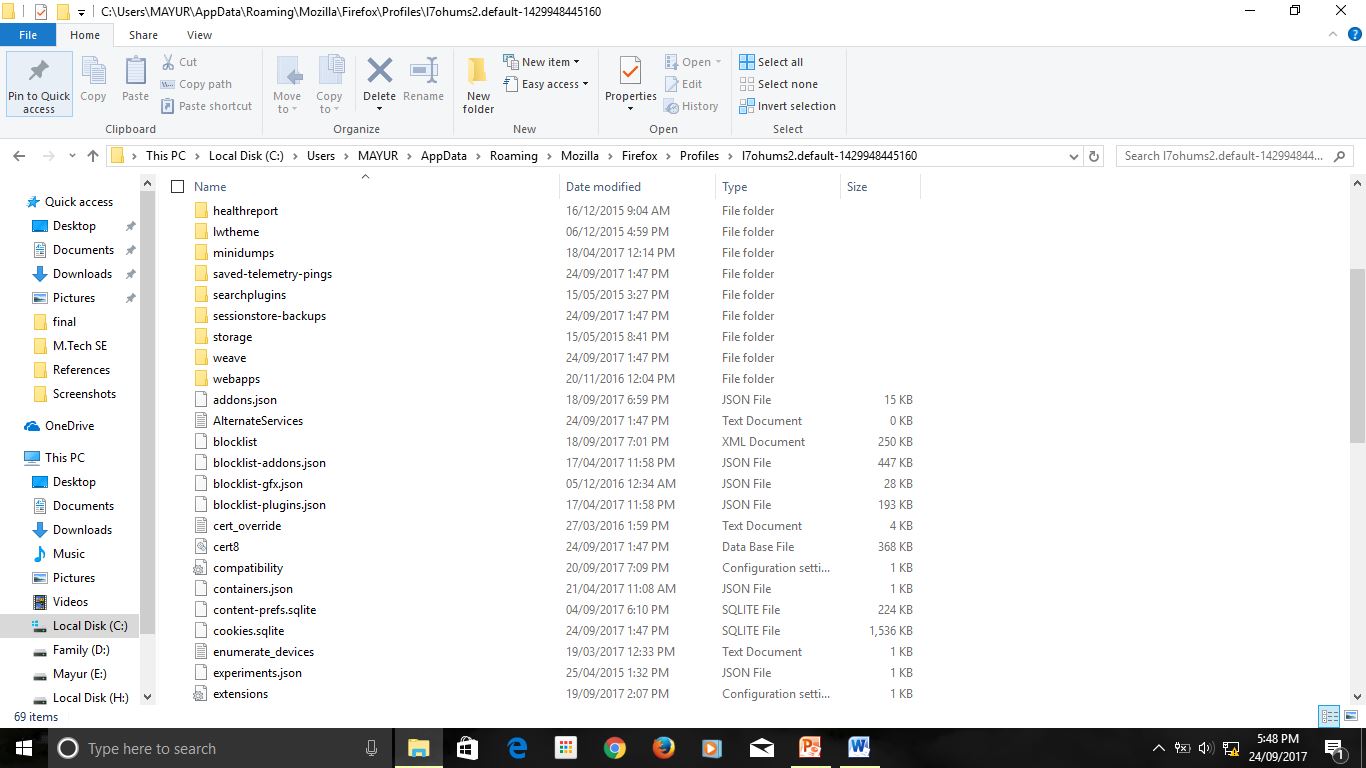 C:\Users\MAYUR\AppData\Roaming\Mozilla\Firefox\Profiles\l7ohums2.default-1429948445160
File Home Share View
Pin to Quick access
Copy
Paste
Cut
Copy path
Paste shortcut
Clipboard
Move to
Copy to
Delete
Rename
Organize
New folder
New item
Easy access
New
Properties
Open
Edit
History
Open
Select all
Select none
Invert selection
Select
This PC > Local Disk (C:) > Users > MAYUR > AppData > Roaming > Mozilla > Firefox > Profiles > l7ohums2.default-1429948445160
Search l7ohums2.default-14299484...
Quick access
Desktop
Documents
Downloads
Pictures
final
M.Tech SE
References
Screenshots
OneDrive
This PC
Desktop
Documents
Downloads
Music
Pictures
Videos
Local Disk (C:)
Family (D:)
Mayur (E:)
Local Disk (H:)
Name Date modified Type Size
healthreport 16/12/2015 9:04 AM File folder
lwtheme 06/12/2015 4:59 PM File folder
minidumps 18/04/2017 12:14 PM File folder
saved-telemetry-pings 24/09/2017 1:47 PM File folder
searchplugins 15/05/2015 3:27 PM File folder
sessionstore-backups 24/09/2017 1:47 PM File folder
storage 15/05/2015 8:41 PM File folder
weave 24/09/2017 1:47 PM File folder
webapps 20/11/2016 12:04 PM File folder
addons.json 18/09/2017 6:59 PM JSON File 15 KB
AlternateServices 24/09/2017 1:47 PM Text Document 0 KB
blocklist 18/09/2017 7:01 PM XML Document 250 KB
blocklist-addons.json 17/04/2017 11:58 PM JSON File 447 KB
blocklist-gfx.json 05/12/2016 12:34 AM JSON File 28 KB
blocklist-plugins.json 17/04/2017 11:58 PM JSON File 193 KB
cert_override 27/03/2016 1:59 PM Text Document 4 KB
cert8 24/09/2017 1:47 PM Data Base File 368 KB
compatibility 20/09/2017 7:09 PM Configuration setti... 1 KB
containers.json 21/04/2017 11:08 AM JSON File 1 KB
content-prefs.sqlite 04/09/2017 6:10 PM SQLITE File 224 KB
cookies.sqlite 24/09/2017 1:47 PM SQLITE File 1,536 KB
enumerate_devices 19/03/2017 12:33 PM Text Document 1 KB
experiments.json 25/04/2015 1:32 PM JSON File 1 KB
extensions 19/09/2017 2:07 PM Configuration setti... 1 KB
69 items
Type here to search
5:48 PM
24/09/2017
1